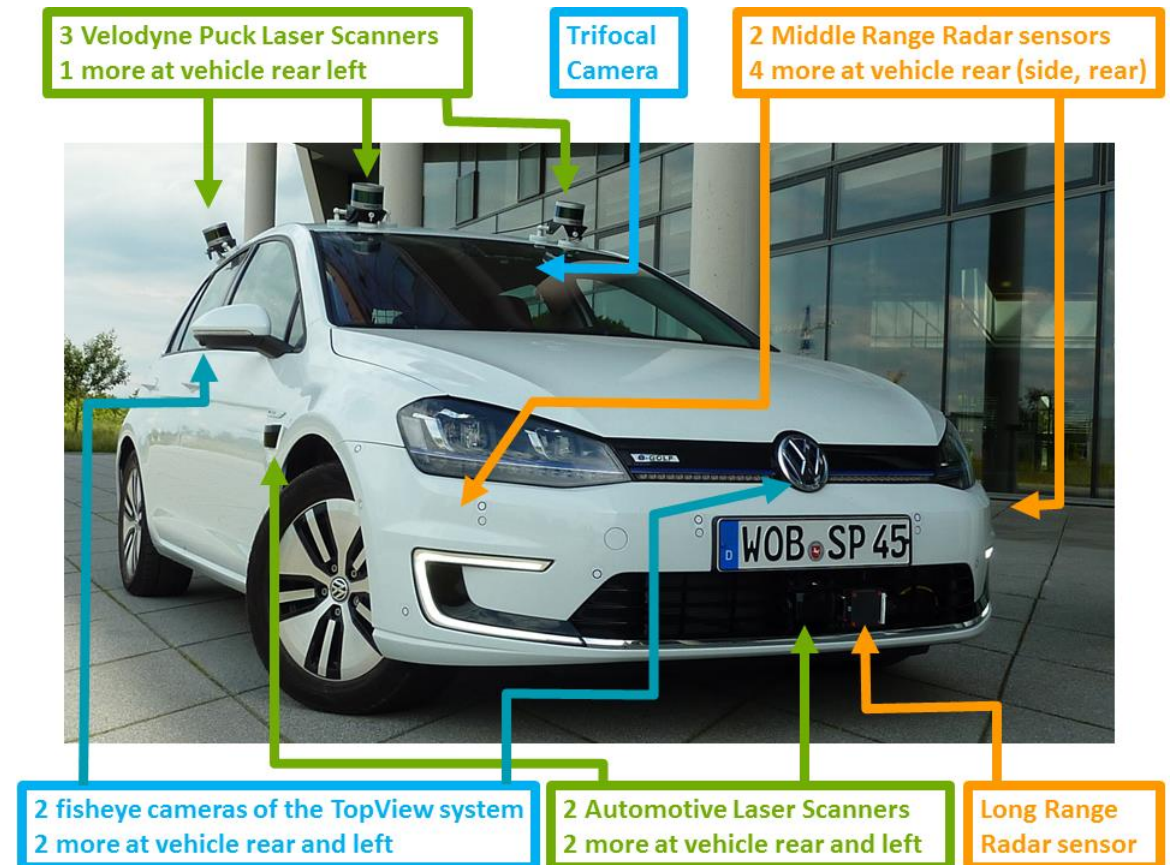 3 Velodyne Puck Laser Scanners
1 more at vehicle rear left
Trifocal
Camera
2 Middle Range Radar sensors
4 more at vehicle rear (side, rear)
e-GOLF
D WOB SP 45
2 fisheye cameras of the TopView system
2 more at vehicle rear and left
2 Automotive Laser Scanners
2 more at vehicle rear and left
Long Range
Radar sensor